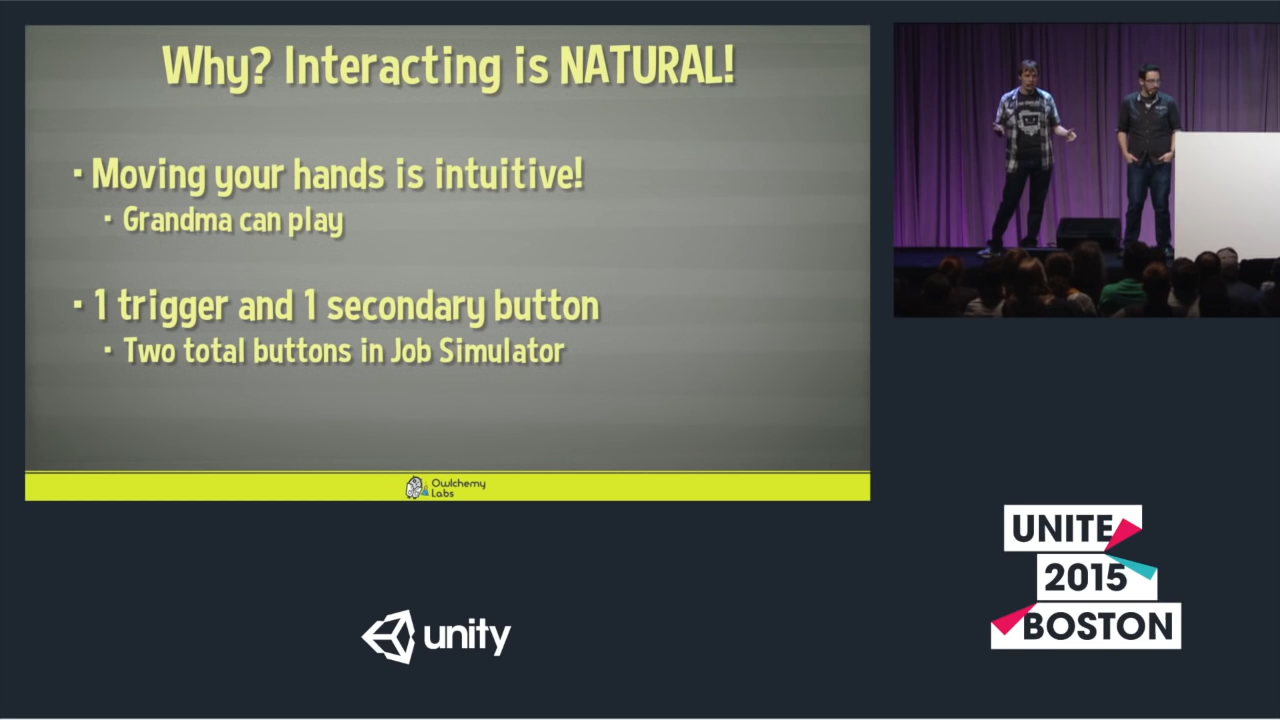 Why? Interacting is NATURAL!
Moving your hands is intuitive!
Grandma can play
1 trigger and 1 secondary button
Two total buttons in Job Simulator
Owlchemy
Labs
UNITE
2015
BOSTON
unity